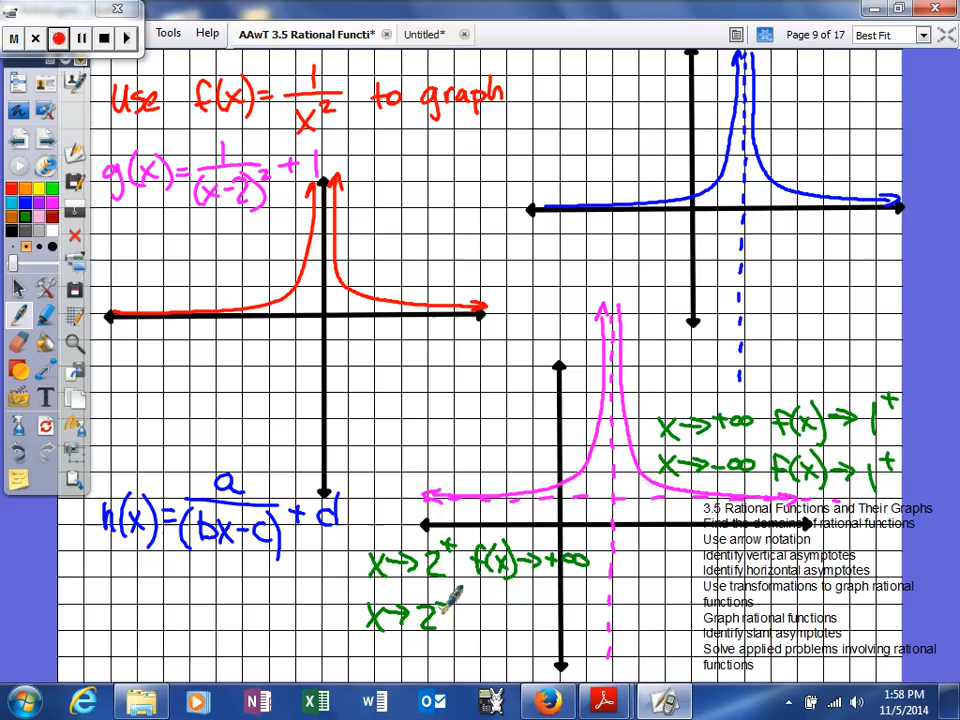 Tools Help AAwT 3.5 Rational Functi* Untitled* Page 9 of 17 Best Fit
M
Use f(x) = 1/x² to graph
g(x) = 1/(x-2)² + 1
h(x) = a/(bx-c) + d
x→+∞ f(x)→1⁺
x→-∞ f(x)→1⁺
x→2⁺ f(x)→+∞
x→2⁻
3.5 Rational Functions and Their Graphs
Find the domains of rational functions
Use arrow notation
Identify vertical asymptotes
Identify horizontal asymptotes
Use transformations to graph rational
functions
Graph rational functions
Identify slant asymptotes
Solve applied problems involving rational
functions
1:58 PM
11/5/2014